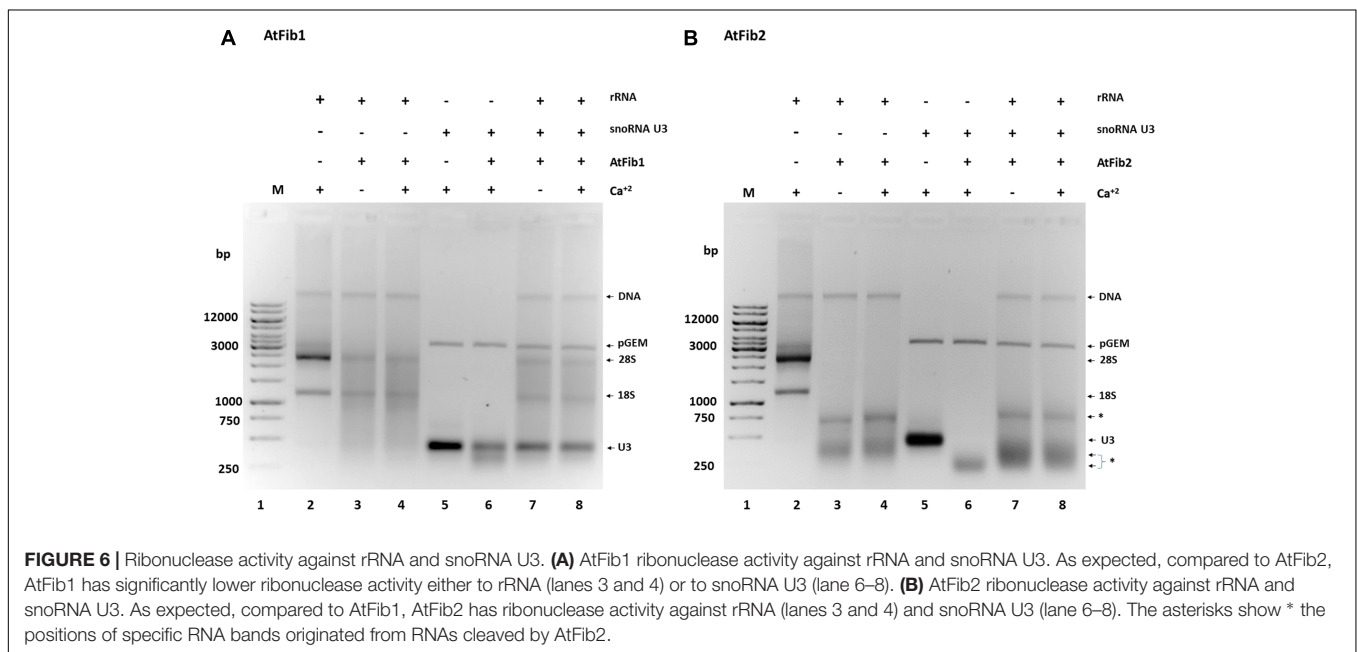 A AtFib1
+ + + - - + + rRNA
- - - + + + + snoRNA U3
- + + - + + + AtFib1
M + - + + + - + Ca+2
bp
12000
3000
1000
750
250
DNA
pGEM
28S
18S
U3
1 2 3 4 5 6 7 8
B AtFib2
+ + + - - + + rRNA
- - - + + + + snoRNA U3
- + + - + + + AtFib2
M + - + + + - + Ca+2
bp
12000
3000
1000
750
250
DNA
pGEM
28S
18S
*
U3
*
1 2 3 4 5 6 7 8
FIGURE 6 | Ribonuclease activity against rRNA and snoRNA U3. (A) AtFib1 ribonuclease activity against rRNA and snoRNA U3. As expected, compared to AtFib2,
AtFib1 has significantly lower ribonuclease activity either to rRNA (lanes 3 and 4) or to snoRNA U3 (lane 6–8). (B) AtFib2 ribonuclease activity against rRNA and
snoRNA U3. As expected, compared to AtFib1, AtFib2 has ribonuclease activity against rRNA (lanes 3 and 4) and snoRNA U3 (lane 6–8). The asterisks show * the
positions of specific RNA bands originated from RNAs cleaved by AtFib2.